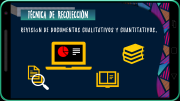 TÉCNICA DE RECOLECCIÓN
REVISIÓN DE DOCUMENTOS CUALITATIVOS Y CUANTITATIVOS.